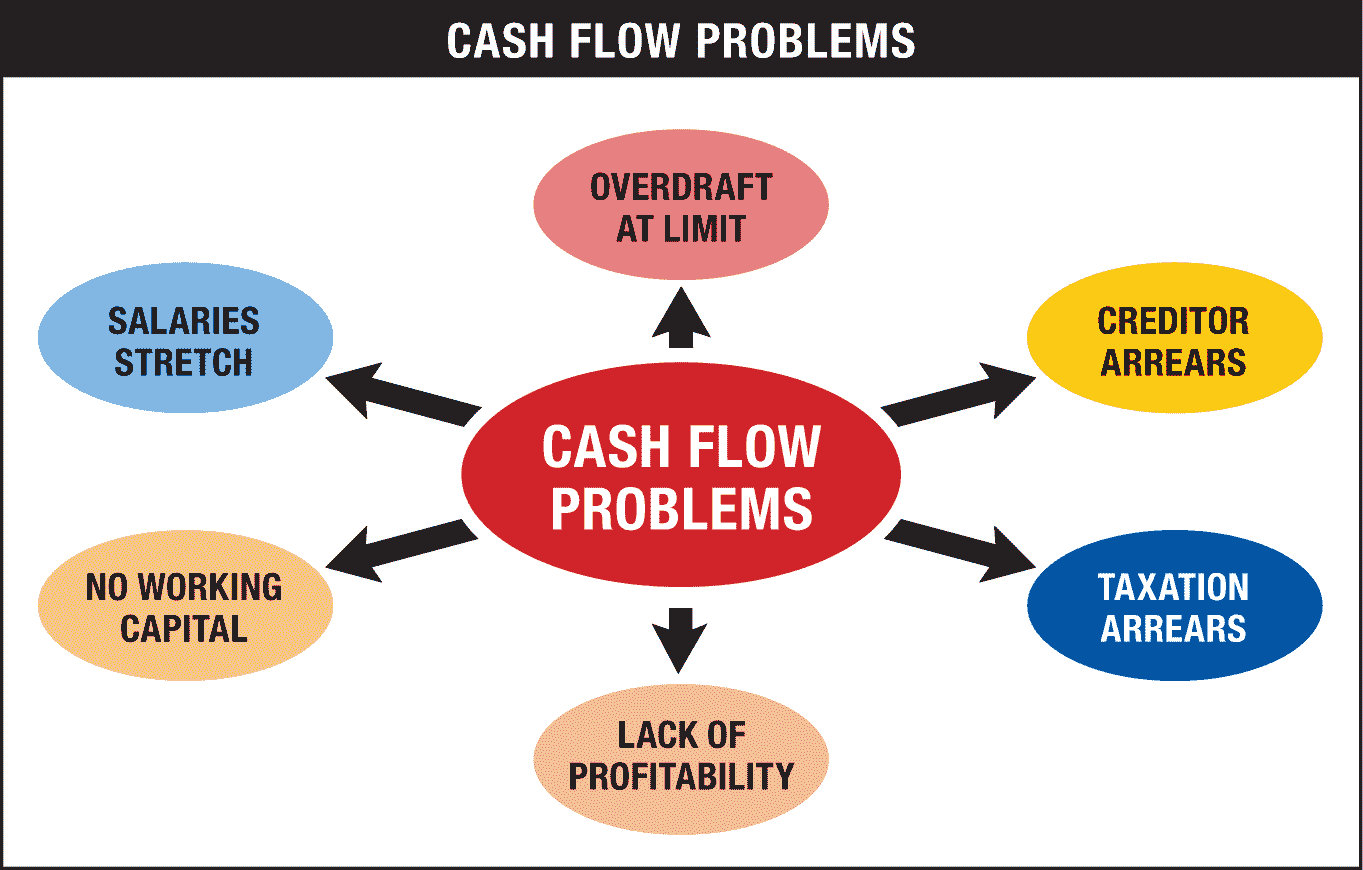 CASH FLOW PROBLEMS
OVERDRAFT
AT LIMIT
SALARIES
STRETCH
CREDITOR
ARREARS
CASH FLOW
PROBLEMS
NO WORKING
CAPITAL
TAXATION
ARREARS
LACK OF
PROFITABILITY